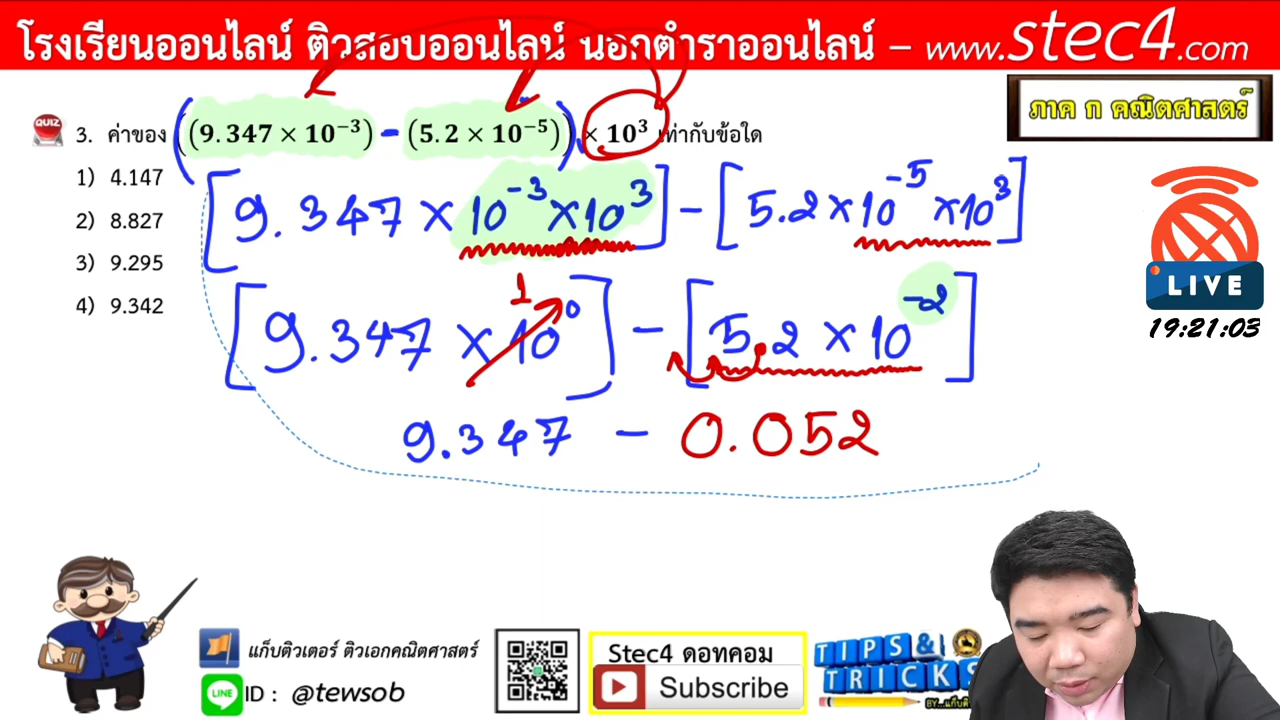 โรงเรียนออนไลน์ ติวสอบออนไลน์ นอกตำราออนไลน์ – www.stec4.com
ภาค ก คณิตศาสตร์
QUIZ
3. ค่าของ ((9.347 × 10⁻³) - (5.2 × 10⁻⁵)) × 10³ เท่ากับข้อใด
1) 4.147
2) 8.827
3) 9.295
4) 9.342
[9.347 × 10⁻³ × 10³] - [5.2 × 10⁻⁵ × 10³]
1
[9.347 × 10⁰] - [5.2 × 10⁻²]
9.347 - 0.052
LIVE
19:21:03
แก็บติวเตอร์ ติวเอกคณิตศาสตร์
LINE ID : @tewsob
Stec4 ดอทคอม
Subscribe
TIPS &
TRICKS